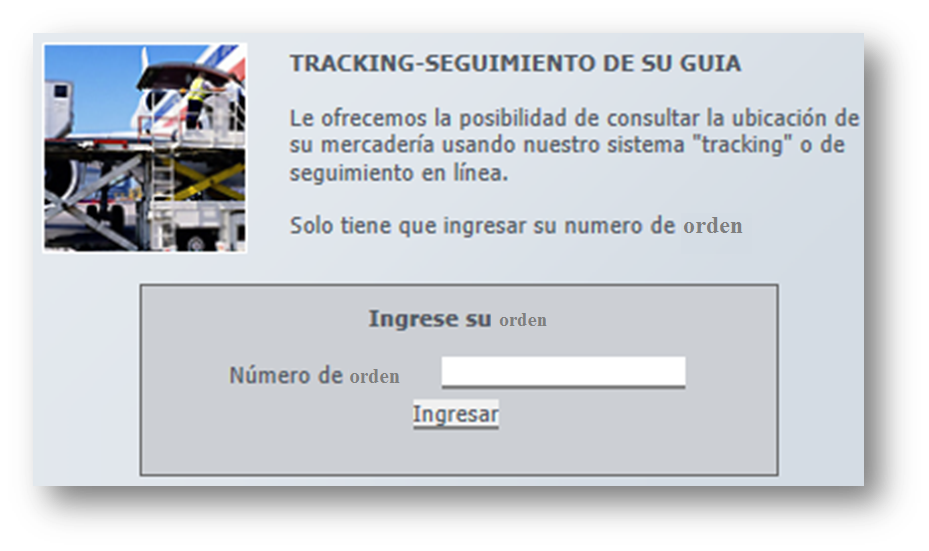 TRACKING-SEGUIMIENTO DE SU GUIA
Le ofrecemos la posibilidad de consultar la ubicación de
su mercadería usando nuestro sistema "tracking" o de
seguimiento en línea.
Solo tiene que ingresar su numero de orden
Ingrese su orden
Número de orden
Ingresar